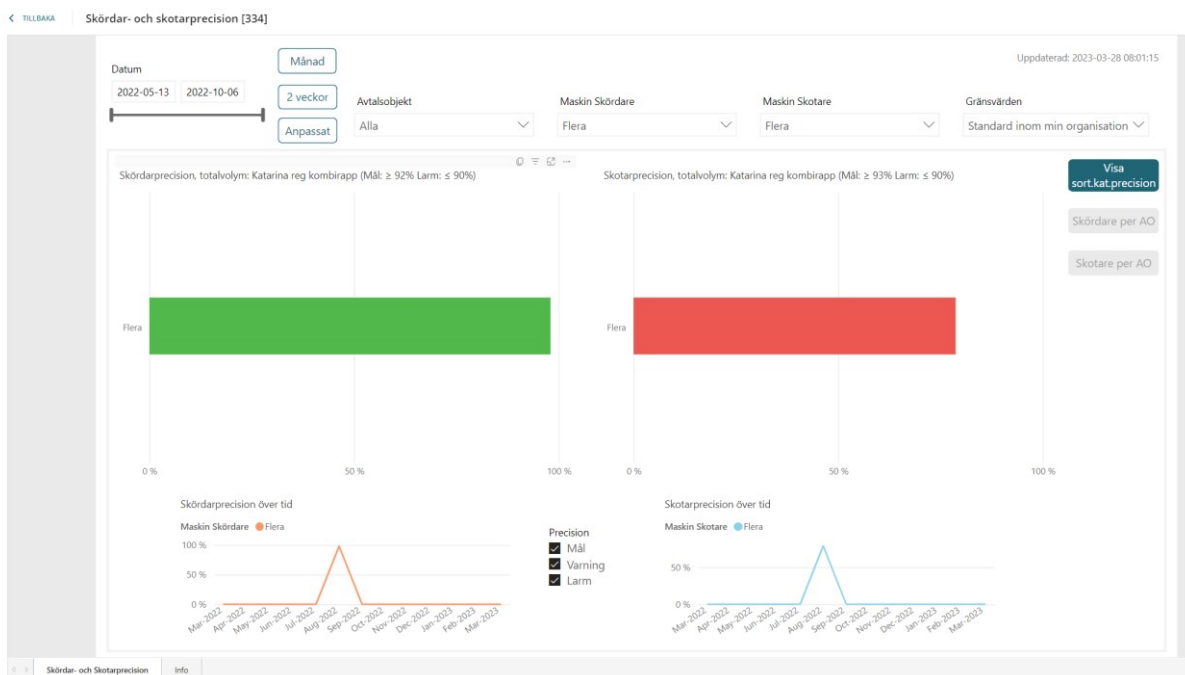 TILLBAKA
Skördar- och skotarprecision [334]
Uppdaterad: 2023-03-28 08:01:15
Datum
2022-05-13 2022-10-06
Månad
2 veckor
Anpassat
Avtalsobjekt
Alla
Maskin Skördare
Flera
Maskin Skotare
Flera
Gränsvärden
Standard inom min organisation
Skördarprecision, totalvolym: Katarina reg kombirapp (Mål: ≥ 92% Larm: ≤ 90%)
Flera
0 % 50 % 100 %
Skotarprecision, totalvolym: Katarina reg kombirapp (Mål: ≥ 93% Larm: ≤ 90%)
Flera
0 % 50 % 100 %
Visa
sort.kat.precision
Skördare per AO
Skotare per AO
Skördarprecision över tid
Maskin Skördare Flera
100 %
50 %
0 %
Mar-2022 Apr-2022 May-2022 Jun-2022 Jul-2022 Aug-2022 Sep-2022 Oct-2022 Nov-2022 Dec-2022 Jan-2023 Feb-2023 Mar-2023
Precision
Mål
Varning
Larm
Skotarprecision över tid
Maskin Skotare Flera
50 %
0 %
Mar-2022 Apr-2022 May-2022 Jun-2022 Jul-2022 Aug-2022 Sep-2022 Oct-2022 Nov-2022 Dec-2022 Jan-2023 Feb-2023 Mar-2023
Skördar- och Skotarprecision Info